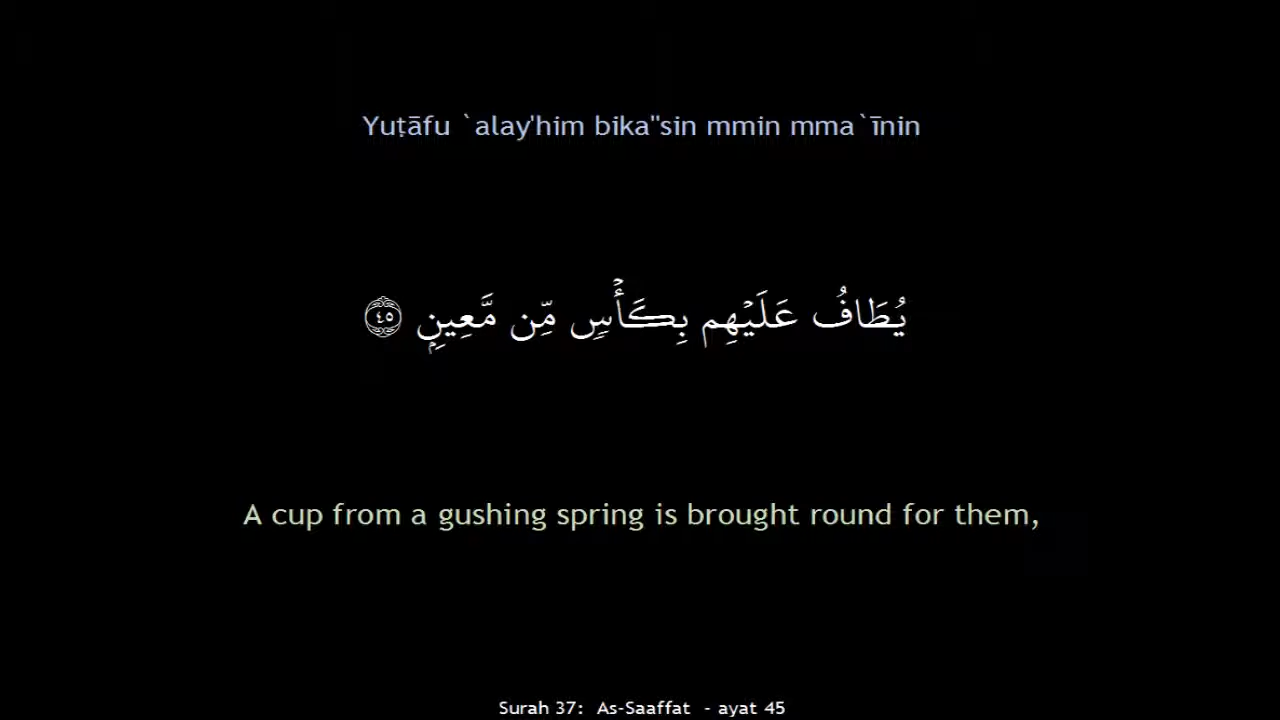 Yuṭāfu `alay'him bika"sin mmin mma`īnin
يُطَافُ عَلَيْهِم بِكَأْسٍ مِّن مَّعِينٍۭ ٤٥
A cup from a gushing spring is brought round for them,
Surah 37: As-Saaffat - ayat 45